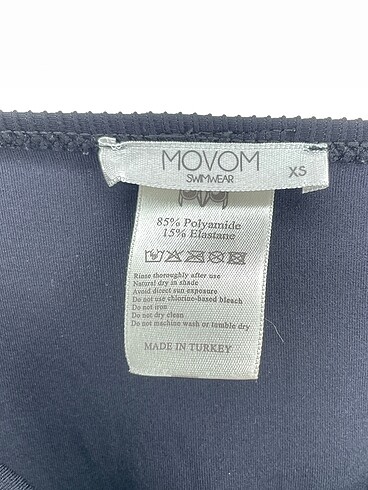 MOVOM
SWIMWEAR
XS
85% Polyamide
15% Elastane
Rinse thoroughly after use
Natural dry in shade
Avoid direct sun exposure
Do not use chlorine-based bleach
Do not iron
Do not dry clean
Do not machine wash or tumble dry
MADE IN TURKEY